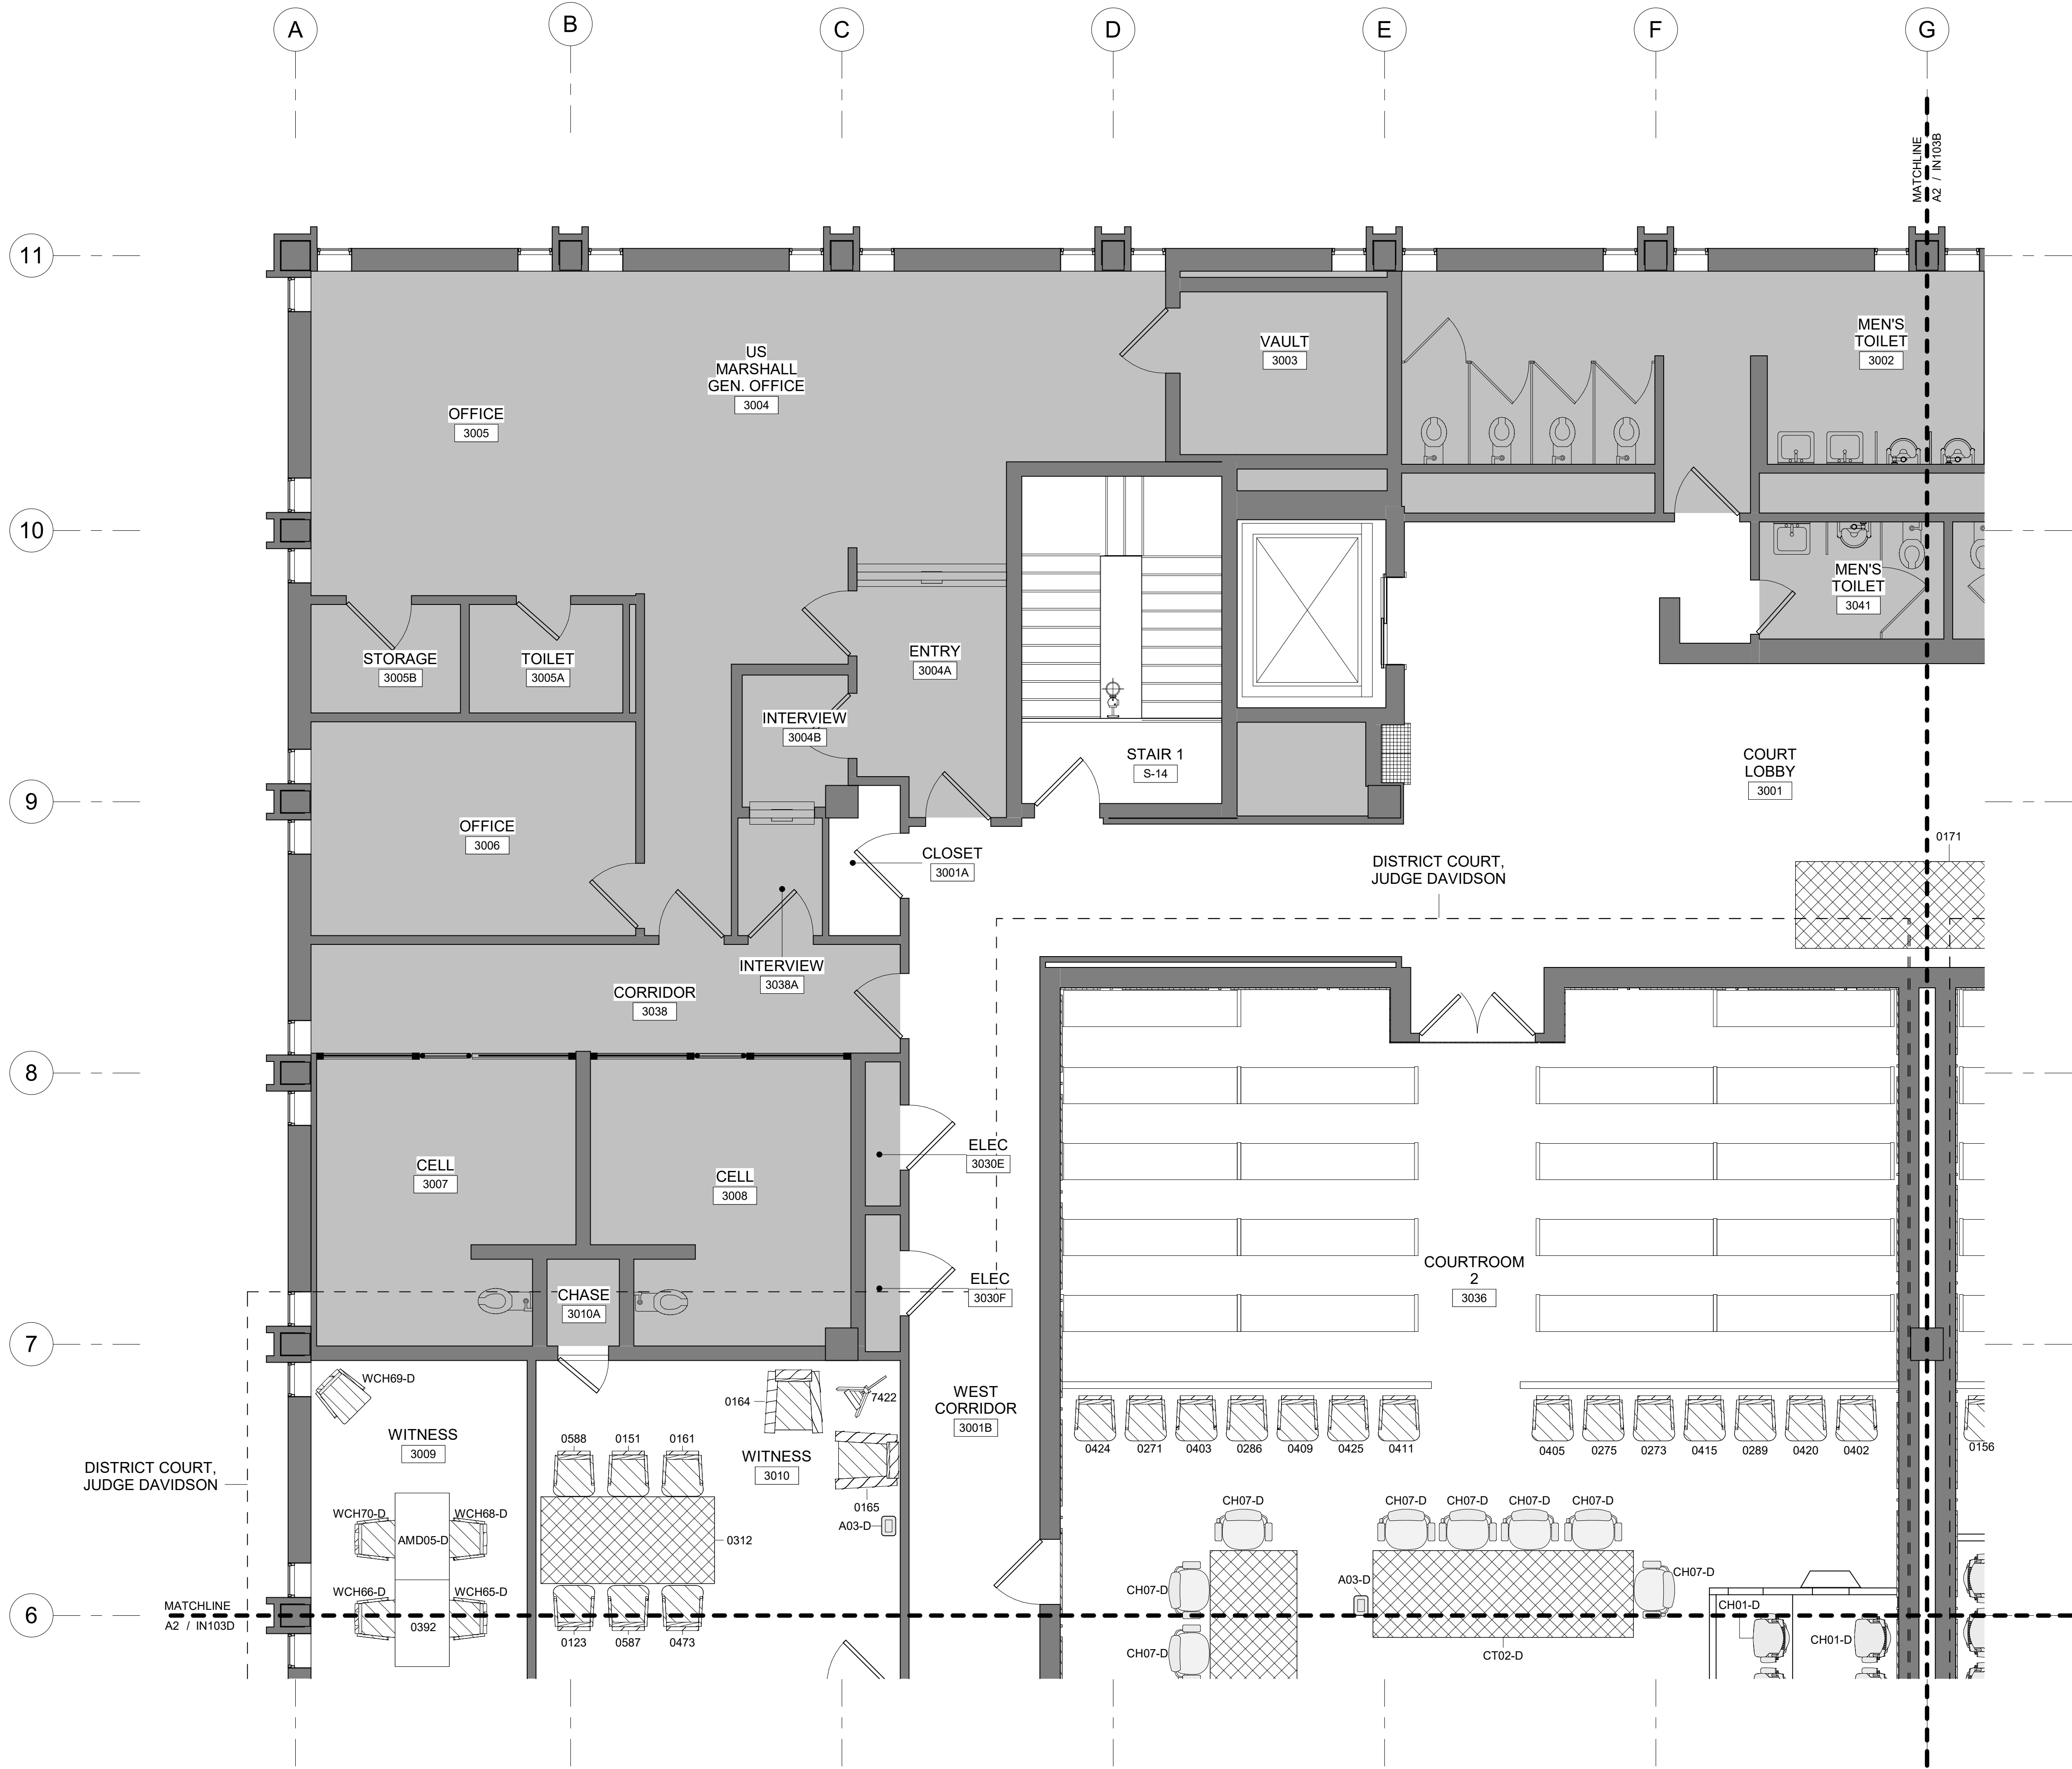 A
B
C
D
E
F
G
MATCHLINE
A2 / IN103B
11
MEN'S
TOILET
3002
VAULT
3003
US
MARSHALL
GEN. OFFICE
3004
OFFICE
3005
10
MEN'S
TOILET
3041
STORAGE
3005B
TOILET
3005A
ENTRY
3004A
INTERVIEW
3004B
STAIR 1
S-14
COURT
LOBBY
3001
9
OFFICE
3006
0171
CLOSET
3001A
DISTRICT COURT,
JUDGE DAVIDSON
INTERVIEW
3038A
CORRIDOR
3038
8
ELEC
3030E
CELL
3007
CELL
3008
COURTROOM
2
3036
ELEC
3030F
CHASE
3010A
7
WCH69-D
0164
7422
WEST
CORRIDOR
3001B
WITNESS
3009
0588
0151
0161
WITNESS
3010
0424
0271
0403
0286
0409
0425
0411
0405
0275
0273
0415
0289
0420
0402
0156
DISTRICT COURT,
JUDGE DAVIDSON
0165
A03-D
WCH70-D
WCH68-D
AMD05-D
0312
CH07-D
CH07-D
CH07-D
CH07-D
CH07-D
CH07-D
A03-D
CH07-D
WCH66-D
WCH65-D
6
MATCHLINE
A2 / IN103D
0392
0123
0587
0473
CH01-D
CH01-D
CH07-D
CT02-D